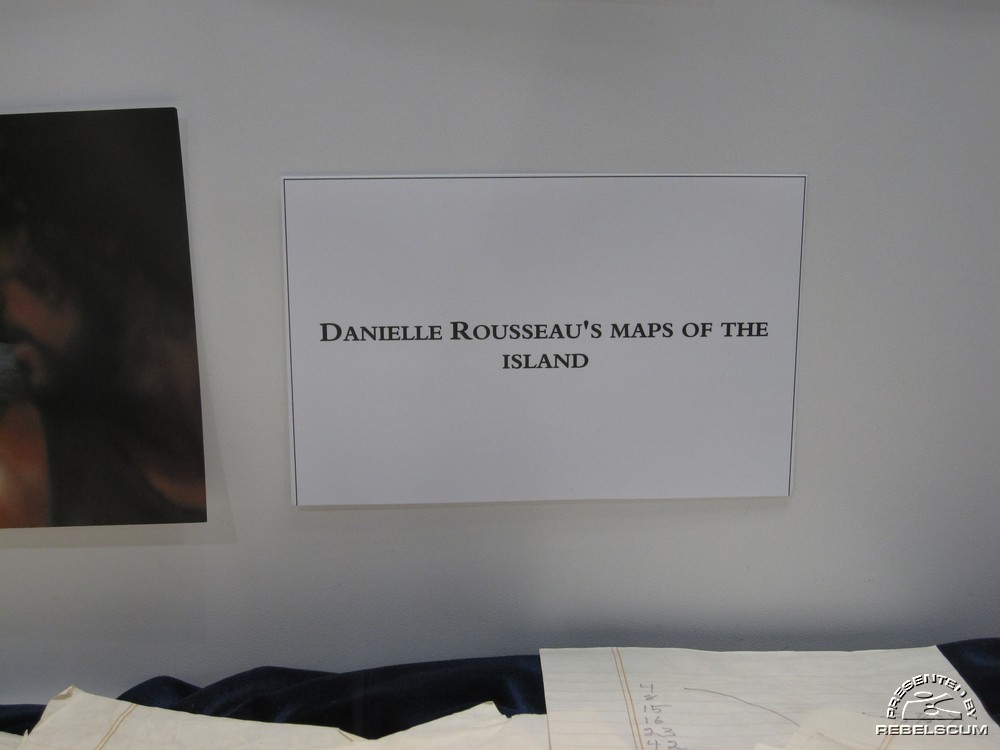 DANIELLE ROUSSEAU'S MAPS OF THE
ISLAND
4
8
15
16
23
42
PRESENTED BY
REBELSCUM